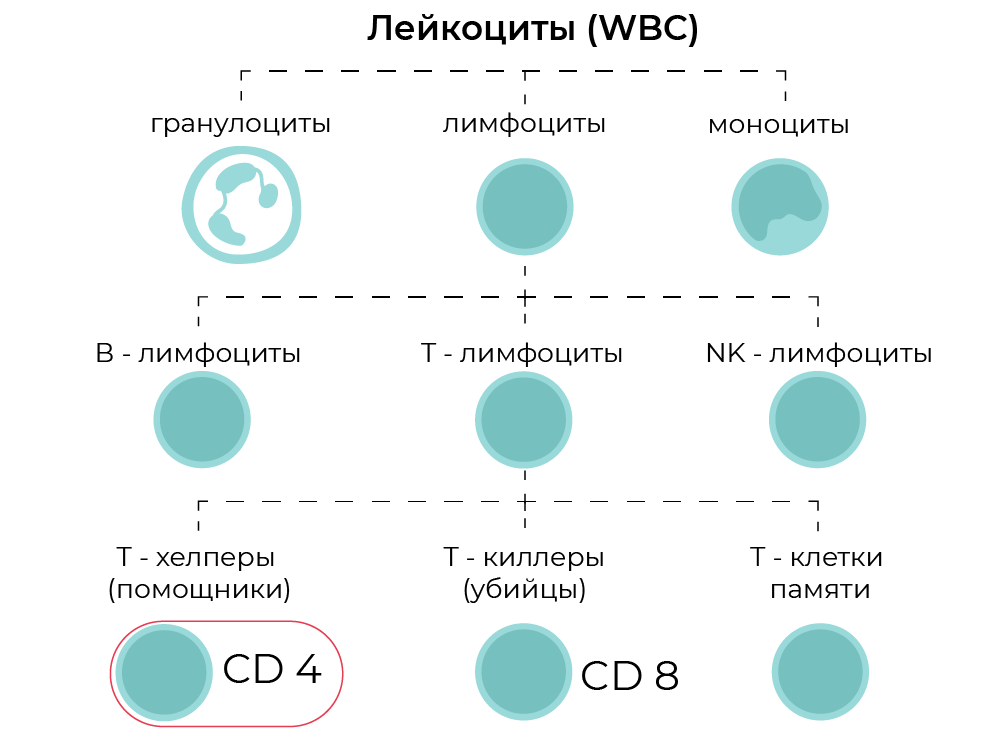 Лейкоциты (WBC)
гранулоциты
лимфоциты
моноциты
В - лимфоциты
Т - лимфоциты
NK - лимфоциты
Т - хелперы
(помощники)
Т - киллеры
(убийцы)
Т - клетки
памяти
CD 4
CD 8